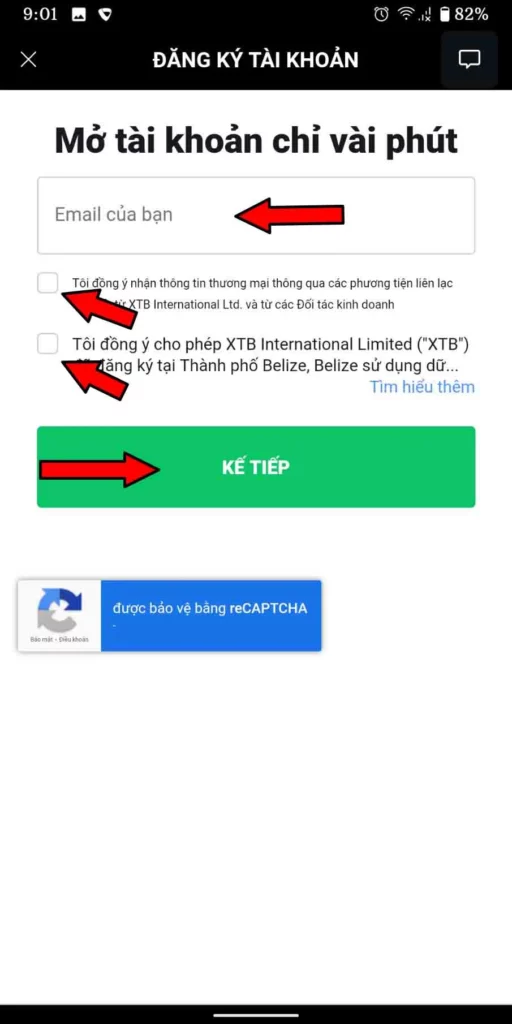 9:01
82%
ĐĂNG KÝ TÀI KHOẢN
Mở tài khoản chỉ vài phút
Email của bạn
Tôi đồng ý nhận thông tin thương mại thông qua các phương tiện liên lạc
từ XTB International Ltd. và từ các Đối tác kinh doanh
Tôi đồng ý cho phép XTB International Limited ("XTB")
đăng ký tại Thành phố Belize, Belize sử dụng dữ...
Tìm hiểu thêm
KẾ TIẾP
được bảo vệ bằng reCAPTCHA
Bảo mật - Điều khoản